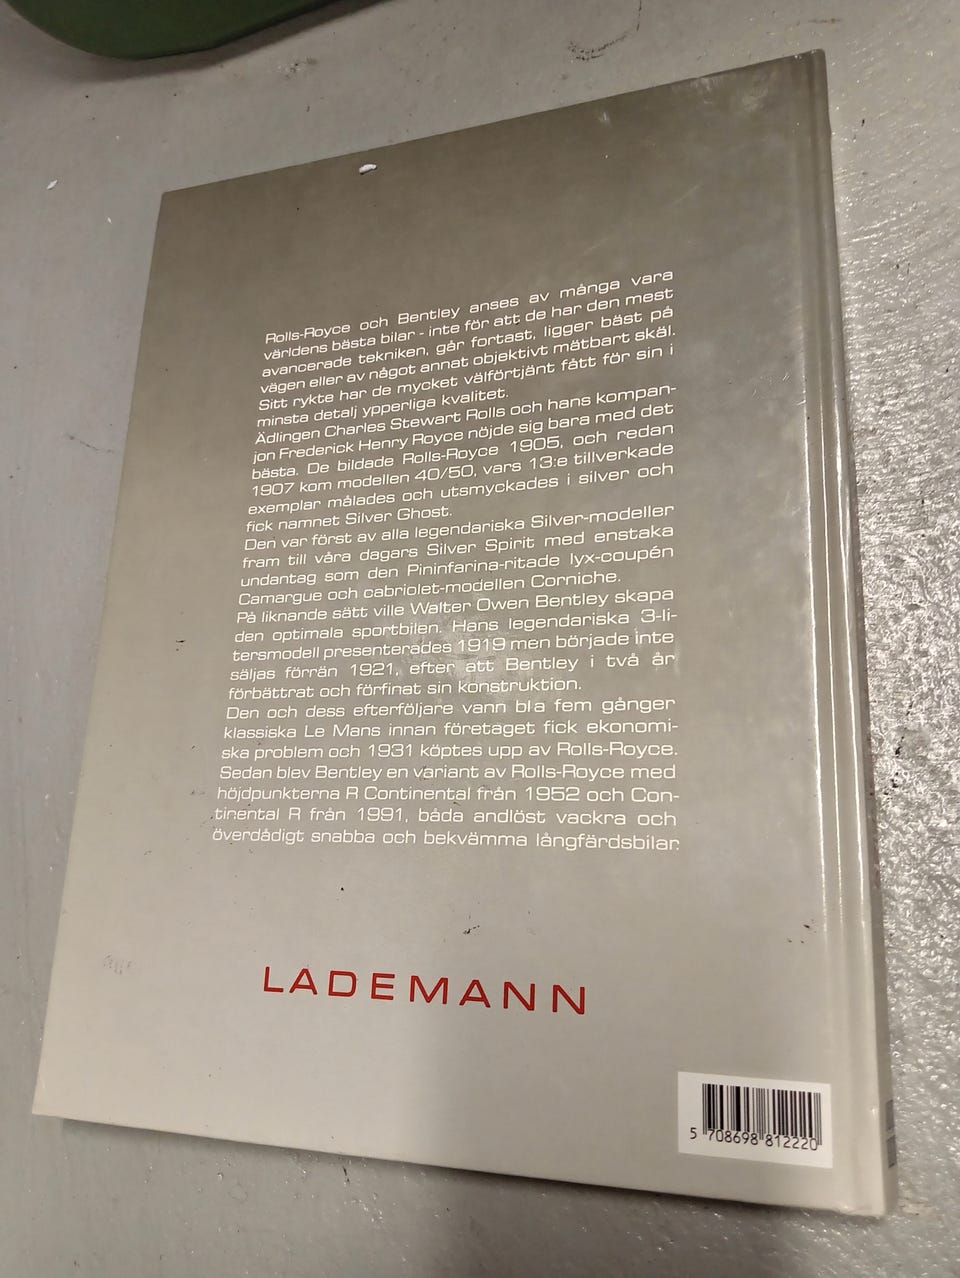 Rolls-Royce och Bentley anses av många vara
världens bästa bilar - inte för att de har den mest
avancerade tekniken, går fortast, ligger bäst på
vägen eller av något annat objektivt mätbart skäl.
Sitt rykte har de mycket välförtjänt fått för sin i
minsta detalj ypperliga kvalitet.
Ädlingen Charles Stewart Rolls och hans kompan-
jon Frederick Henry Royce nöjde sig bara med det
bästa. De bildade Rolls-Royce 1905, och redan
1907 kom modellen 40/50, vars 13:e tillverkade
exemplar målades och utsmyckades i silver och
fick namnet Silver Ghost.
Den var först av alla legendariska Silver-modeller
fram till våra dagars Silver Spirit med enstaka
undantag som den Pininfarina-ritade lyx-coupén
Camargue och cabriolet-modellen Corniche.
På liknande sätt ville Walter Owen Bentley skapa
den optimala sportbilen. Hans legendariska 3-li-
tersmodell presenterades 1919 men började inte
säljas förrän 1921, efter att Bentley i två år
förbättrat och förfinat sin konstruktion.
Den och dess efterföljare vann bla fem gånger
klassiska Le Mans innan företaget fick ekonomi-
ska problem och 1931 köptes upp av Rolls-Royce.
Sedan blev Bentley en variant av Rolls-Royce med
höjdpunkterna R Continental från 1952 och Con-
tinental R från 1991, båda andlöst vackra och
överdådigt snabba och bekvämma långfärdsbilar.
LADEMANN
5 708698 812220